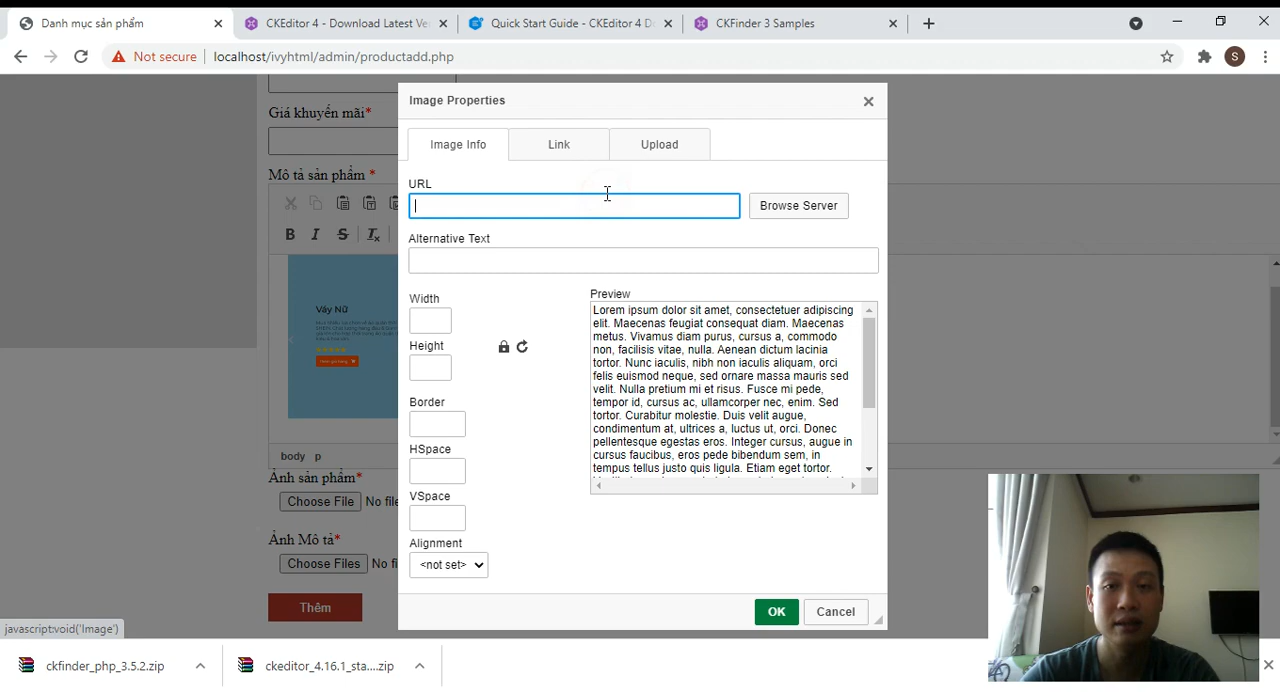 Danh mục sản phẩm
CKEditor 4 - Download Latest Ve
Quick Start Guide - CKEditor 4 D
CKFinder 3 Samples
Not secure
localhost/ivyhtml/admin/productadd.php
S
Image Properties
Giá khuyến mãi*
Image Info
Link
Upload
Mô tả sản phẩm *
URL
Browse Server
B I S
Alternative Text
Width
Preview
Height
Lorem ipsum dolor sit amet, consectetuer adipiscing
elit. Maecenas feugiat consequat diam. Maecenas
metus. Vivamus diam purus, cursus a, commodo
non, facilisis vitae, nulla. Aenean dictum lacinia
tortor. Nunc iaculis, nibh non iaculis aliquam, orci
felis euismod neque, sed ornare massa mauris sed
velit. Nulla pretium mi et risus. Fusce mi pede,
tempor id, cursus ac, ullamcorper nec, enim. Sed
tortor. Curabitur molestie. Duis velit augue,
condimentum at, ultrices a, luctus ut, orci. Donec
pellentesque egestas eros. Integer cursus, augue in
cursus faucibus, eros pede bibendum sem, in
tempus tellus justo quis ligula. Etiam eget tortor.
Váy Nữ
Border
HSpace
VSpace
Alignment
<not set>
body p
Ảnh sản phẩm*
Choose File No file
Ảnh Mô tả*
Choose Files No fi
Thêm
OK
Cancel
javascript:void('Image')
ckfinder_php_3.5.2.zip
ckeditor_4.16.1_sta....zip